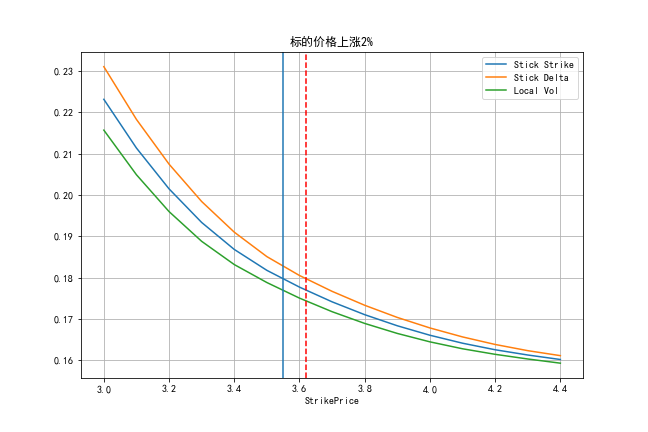 标的价格上涨2%
Stick Strike
Stick Delta
Local Vol
0.23
0.22
0.21
0.20
0.19
0.18
0.17
0.16
3.0 3.2 3.4 3.6 3.8 4.0 4.2 4.4
StrikePrice